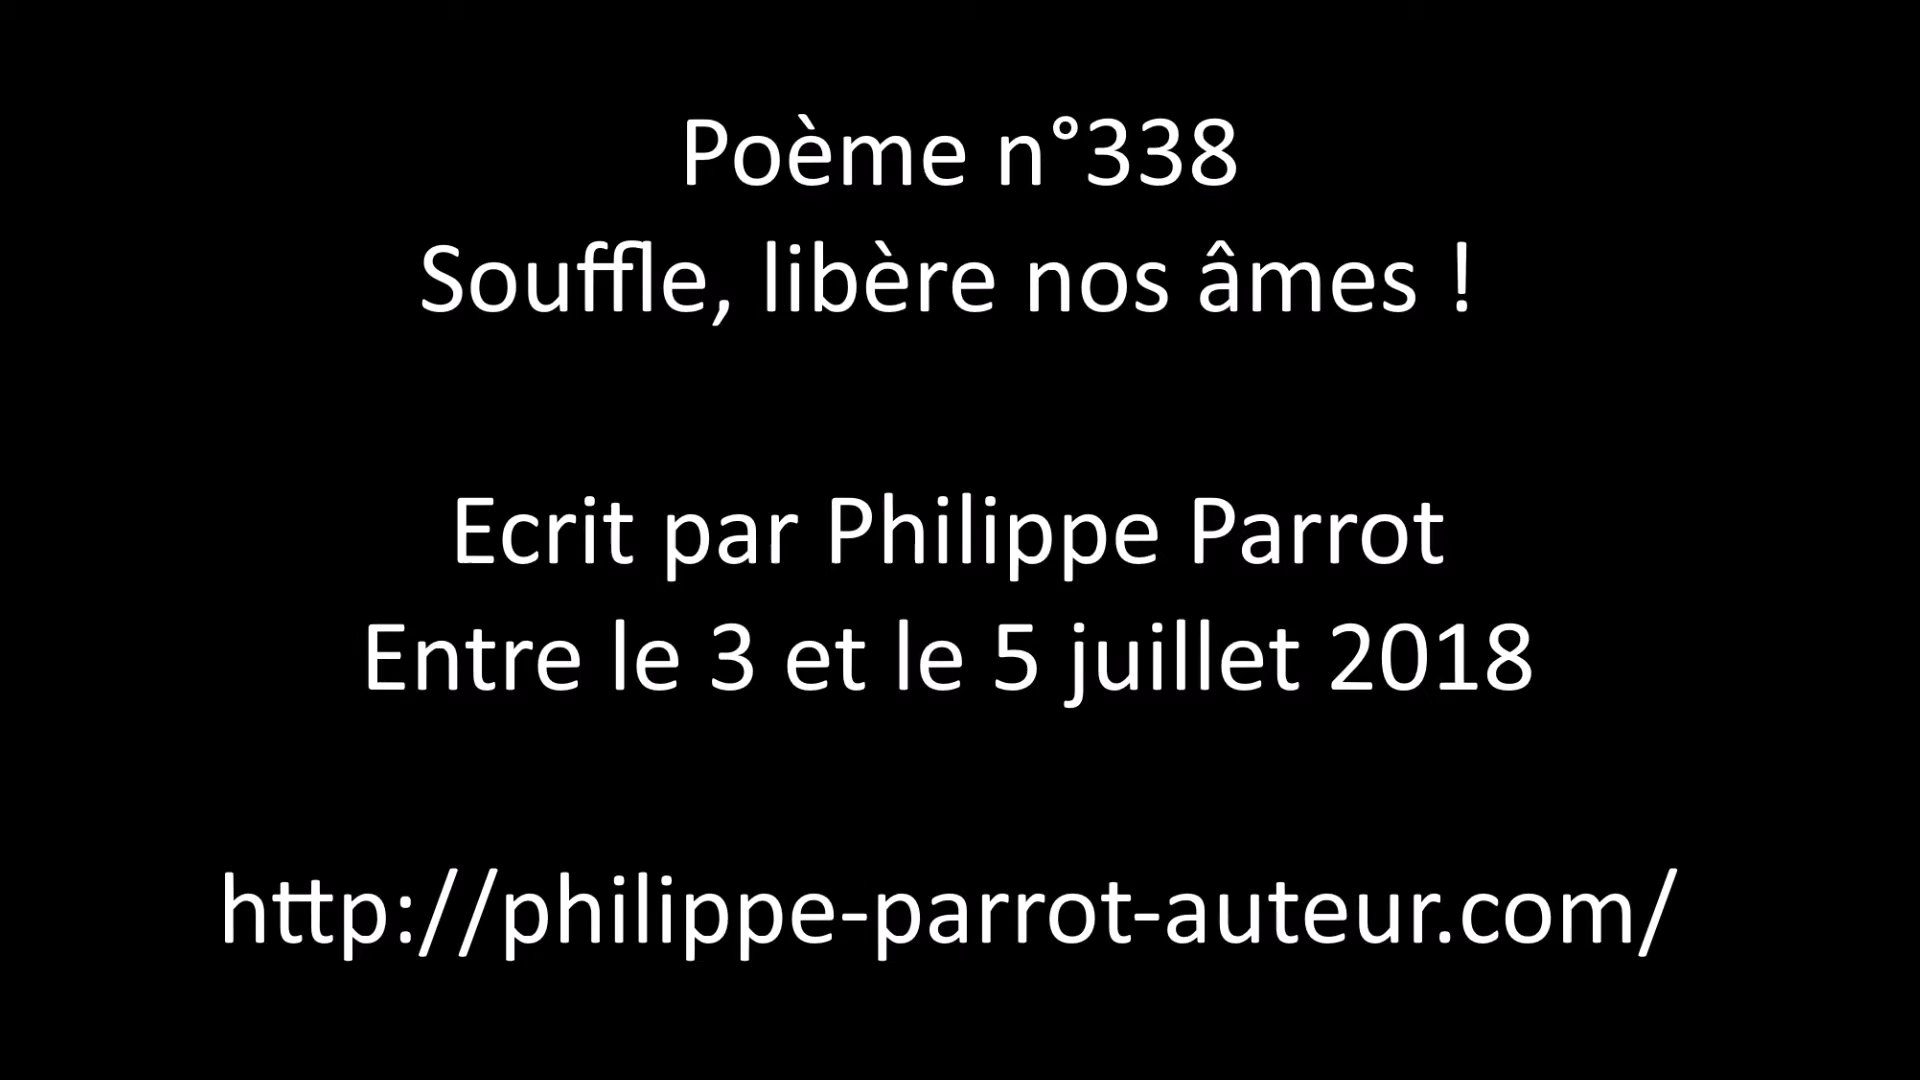 Poème n°338
Souffle, libère nos âmes !
Ecrit par Philippe Parrot
Entre le 3 et le 5 juillet 2018
http://philippe-parrot-auteur.com/